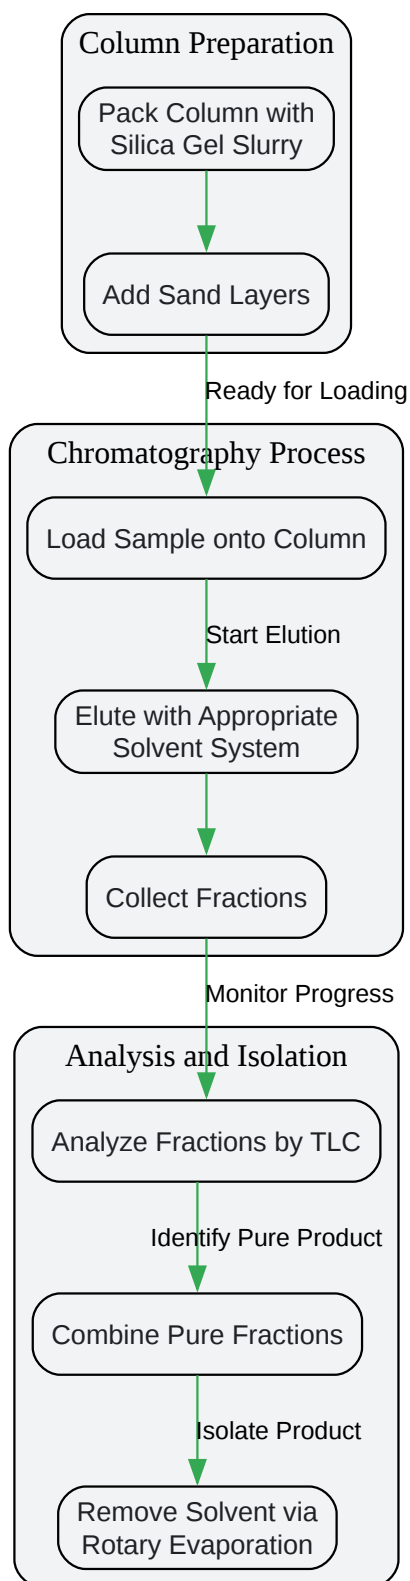 Column Preparation
Pack Column with
Silica Gel Slurry
Add Sand Layers
Ready for Loading
Chromatography Process
Load Sample onto Column
Start Elution
Elute with Appropriate
Solvent System
Collect Fractions
Monitor Progress
Analysis and Isolation
Analyze Fractions by TLC
Identify Pure Product
Combine Pure Fractions
Isolate Product
Remove Solvent via
Rotary Evaporation